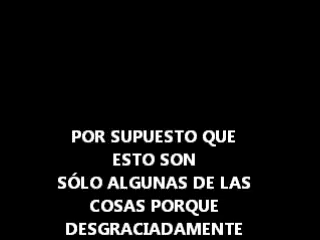 POR SUPUESTO QUE
ESTO SON
SÓLO ALGUNAS DE LAS
COSAS PORQUE
DESGRACIADAMENTE